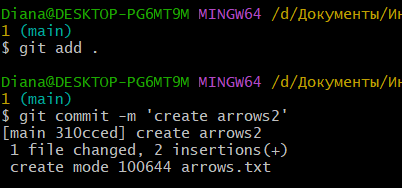 Diana@DESKTOP-PG6MT9M MINGW64 /d/Документы/Ин
1 (main)
$ git add .
Diana@DESKTOP-PG6MT9M MINGW64 /d/Документы/Ин
1 (main)
$ git commit -m 'create arrows2'
[main 310cced] create arrows2
 1 file changed, 2 insertions(+)
 create mode 100644 arrows.txt